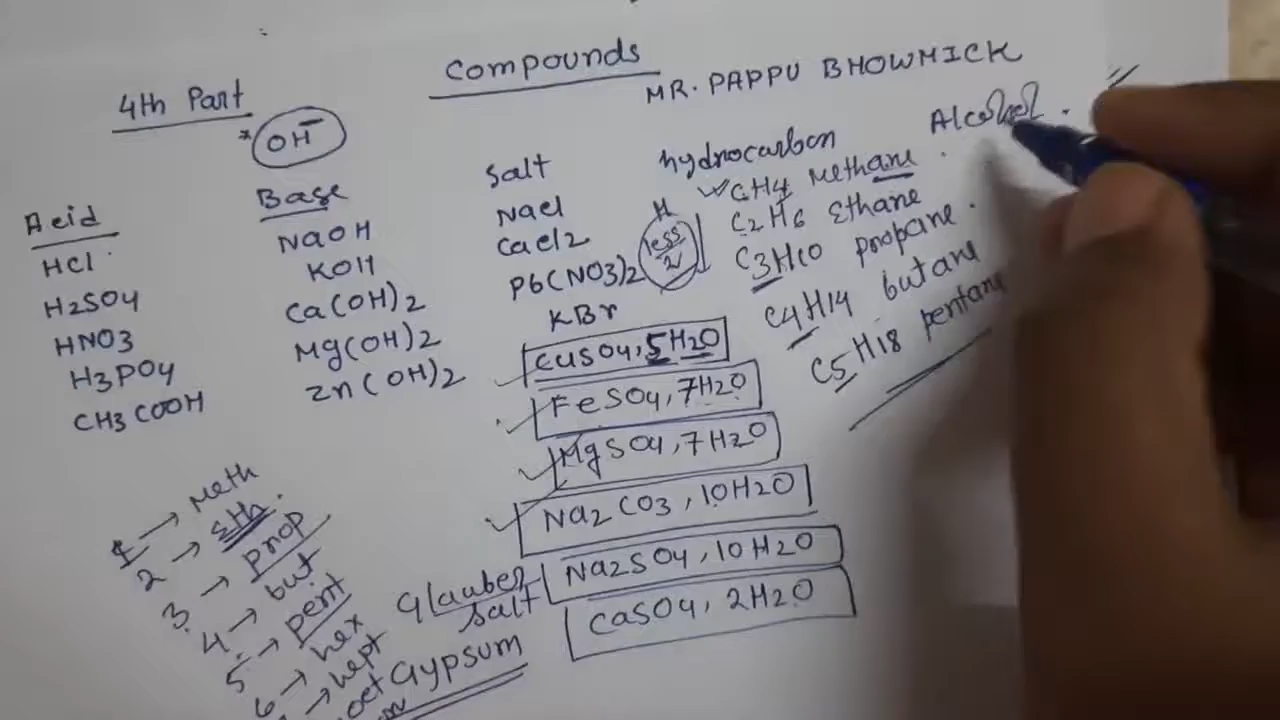 4th Part
Compounds
MR. PAPPU BHOWMICK
* OH⁻
Acid
HCl
H2SO4
HNO3
H3PO4
CH3COOH
Base
NaOH
KOH
Ca(OH)2
Mg(OH)2
Zn(OH)2
Salt
NaCl
CaCl2
Pb(NO3)2
KBr
CuSO4, 5H2O
FeSO4, 7H2O
MgSO4, 7H2O
Na2CO3, 10H2O
Glauber Salt Na2SO4, 10H2O
Gypsum CaSO4, 2H2O
hydrocarbon
CH4 Methane
C2H6 Ethane
C3H10 propane
C4H14 butane
C5H18 pentane
H
less
2
Alcohol
1 → Meth
2 → Eth
3 → prop
4 → but
5 → pent
6 → hex
→ hept
oct